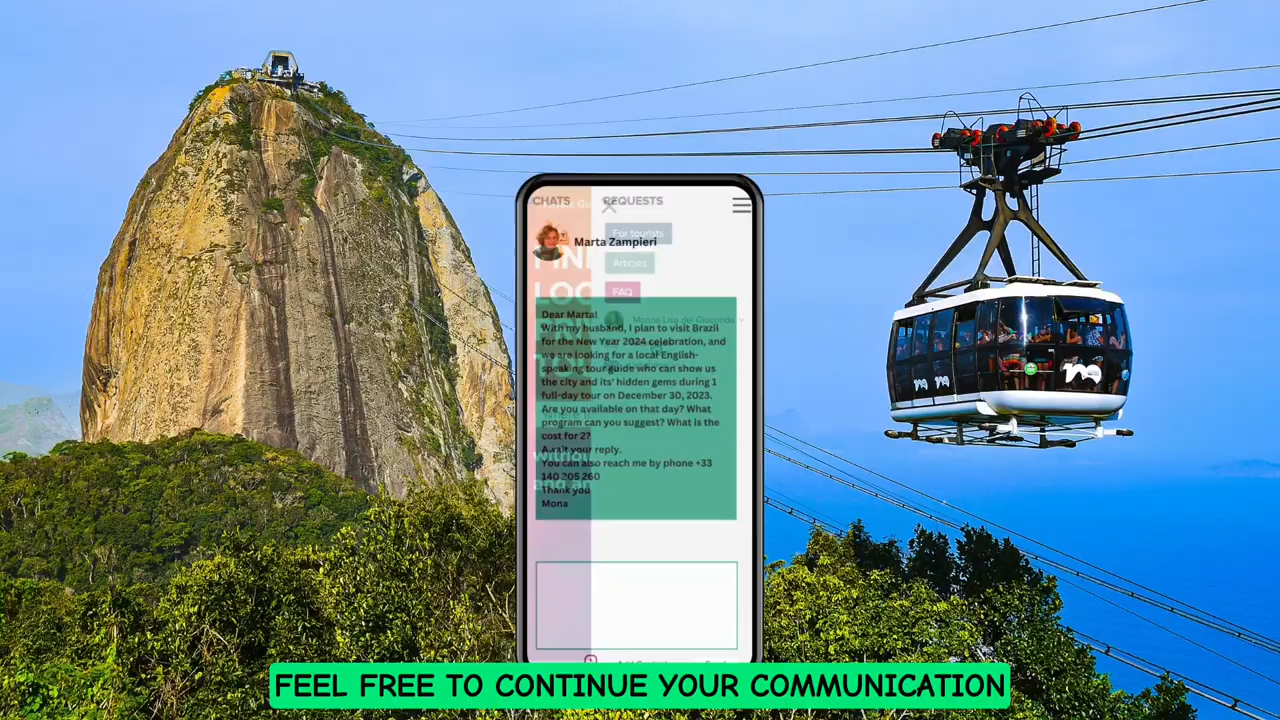 CHATS
REQUESTS
For tourists
Marta Zampieri
Articles
FAQ
Monna Lisa del Giocondo
Dear Marta!
With my husband, I plan to visit Brazil
for the New Year 2024 celebration, and
we are looking for a local English-
speaking tour guide who can show us
the city and its' hidden gems during 1
full-day tour on December 30, 2023.
Are you available on that day? What
program can you suggest? What is the
cost for 2?
Await your reply.
You can also reach me by phone +33
140 205 260
Thank you
Mona
FEEL FREE TO CONTINUE YOUR COMMUNICATION